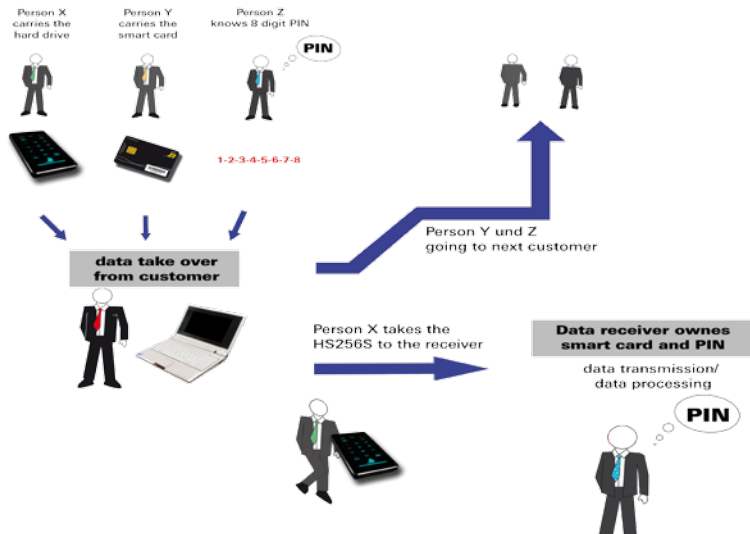 Person X
carries the
hard drive
Person Y
carries the
smart card
Person Z
knows 8 digit PIN
PIN
1-2-3-4-5-6-7-8
data take over
from customer
Person Y und Z
going to next customer
Person X takes the
HS256S to the receiver
Data receiver ownes
smart card and PIN
data transmission/
data processing
PIN